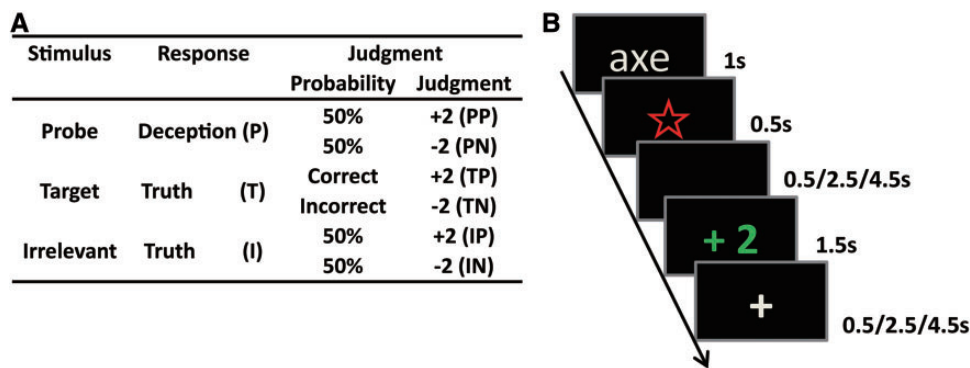 A
Stimulus Response Judgment
Probability Judgment
Probe Deception (P) 50% +2 (PP)
50% -2 (PN)
Target Truth (T) Correct +2 (TP)
Incorrect -2 (TN)
Irrelevant Truth (I) 50% +2 (IP)
50% -2 (IN)
B
axe
1s
0.5s
0.5/2.5/4.5s
+ 2
1.5s
+
0.5/2.5/4.5s